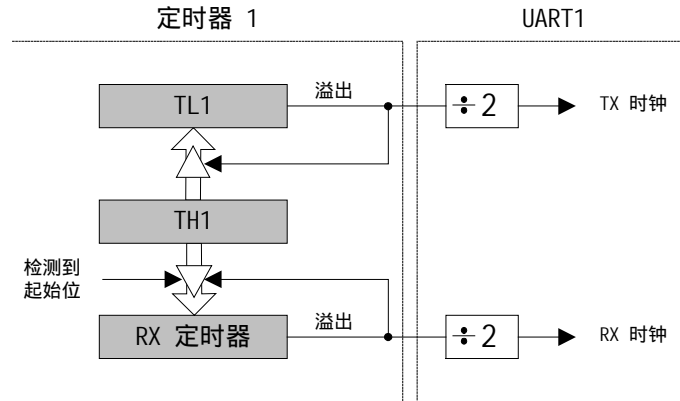 定时器 1
UART1
TL1
溢出
÷2
TX 时钟
TH1
检测到
起始位
RX 定时器
溢出
÷2
RX 时钟